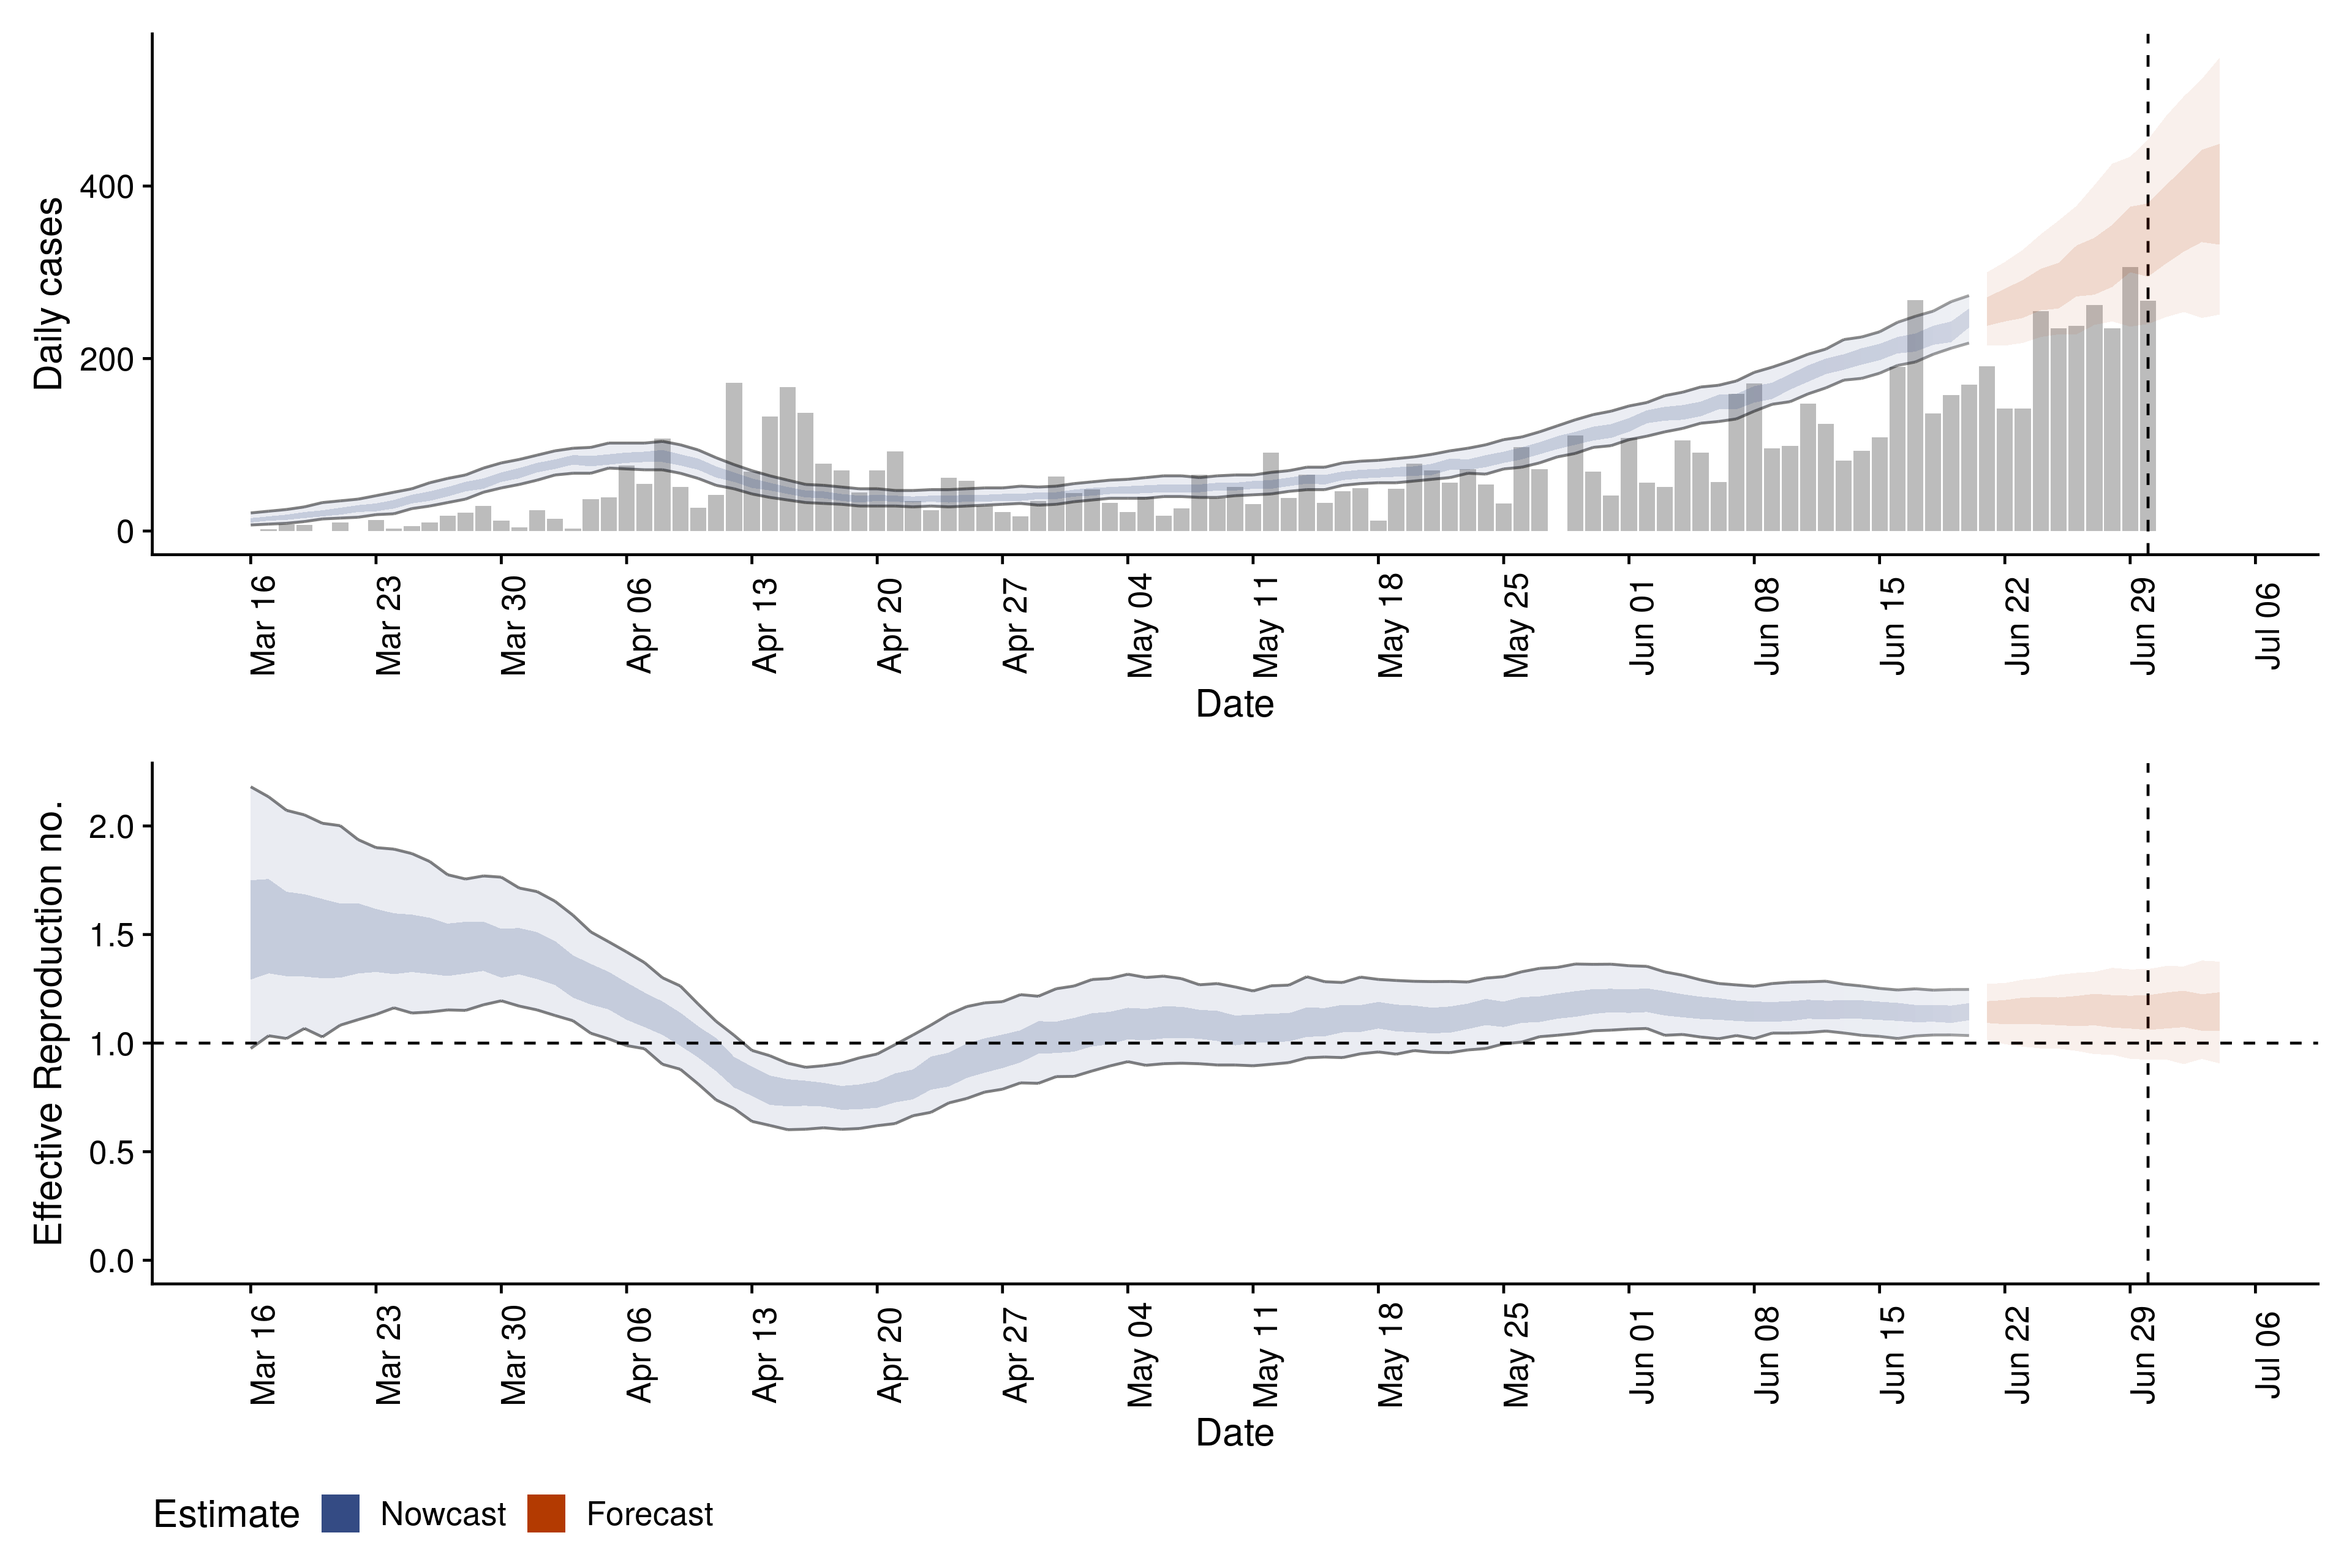 Daily cases
400
200
0
Mar 16 Mar 23 Mar 30 Apr 06 Apr 13 Apr 20 Apr 27 May 04 May 11 May 18 May 25 Jun 01 Jun 08 Jun 15 Jun 22 Jun 29 Jul 06
Date
Effective Reproduction no.
2.0
1.5
1.0
0.5
0.0
Mar 16 Mar 23 Mar 30 Apr 06 Apr 13 Apr 20 Apr 27 May 04 May 11 May 18 May 25 Jun 01 Jun 08 Jun 15 Jun 22 Jun 29 Jul 06
Date
Estimate Nowcast Forecast